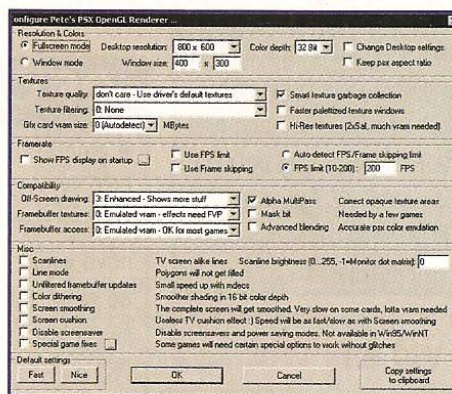 onfigure Pete's PSX OpenGL Renderer ...
Resolution & Colors
Fullscreen mode Desktop resolution: 800 x 600 Color depth: 32 Bit Change Desktop settings
Window mode Window size: 400 x 300 Keep psx aspect ratio
Textures
Texture quality: don't care - Use driver's default textures Smart texture garbage collection
Texture filtering: 0: None Faster palettized texture windows
Gfx card vram size: 0 (Autodetect) MBytes Hi-Res textures (2xSaI, much vram needed)
Framerate
Show FPS display on startup ... Use FPS limit Auto detect FPS/Frame skipping limit
Use Frame skipping FPS limit (10-200) : 200 FPS
Compatibility
Off-Screen drawing: 3: Enhanced - Shows more stuff Alpha MultiPass Correct opaque texture areas
Framebuffer textures: 0: Emulated vram - effects need FVP Mask bit Needed by a few games
Framebuffer access: 0: Emulated vram - OK for most games Advanced blending Accurate psx color emulation
Misc
Scanlines TV screen alike lines Scanline brightness (0...255, -1=Monitor dot matrix): 0
Line mode Polygons will not get filled
Unfiltered framebuffer updates Small speed up with mdecs
Color dithering Smoother shading in 16 bit color depth
Screen smoothing The complete screen will get smoothed. Very slow on some cards, lotta vram needed
Screen cushion Useless TV cushion effect :) Speed will be as fast/slow as with Screen smoothing
Disable screensaver Disable screensavers and power saving modes. Not available in Win95/WinNT
Special game fixes ... Some games will need certain special options to work without glitches
Default settings
Fast Nice OK Cancel Copy settings
to clipboard